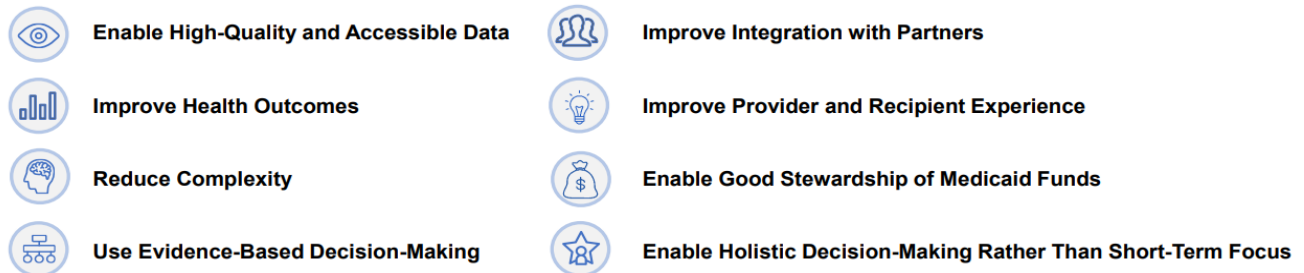 Enable High-Quality and Accessible Data
Improve Health Outcomes
Reduce Complexity
Use Evidence-Based Decision-Making
Improve Integration with Partners
Improve Provider and Recipient Experience
$
Enable Good Stewardship of Medicaid Funds
Enable Holistic Decision-Making Rather Than Short-Term Focus